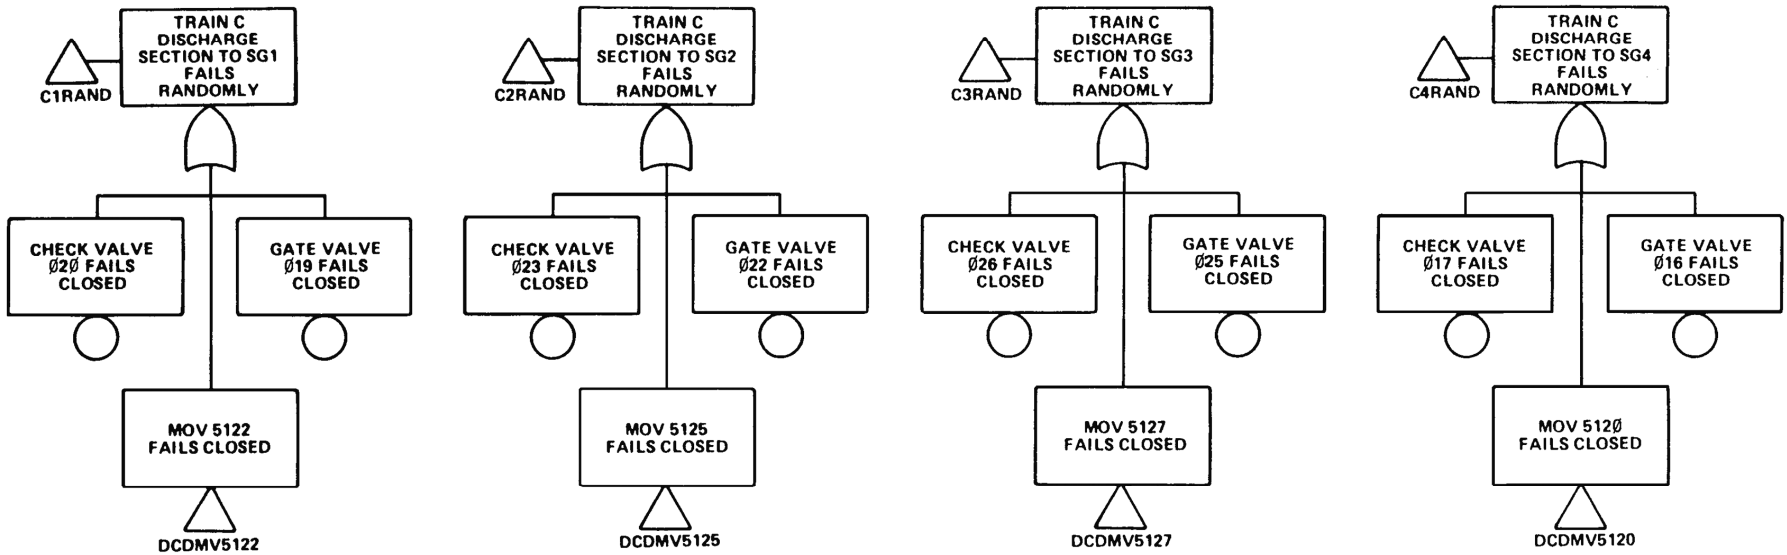 TRAIN C
DISCHARGE
SECTION TO SG1
FAILS
RANDOMLY
C1RAND
CHECK VALVE
Ø2Ø FAILS
CLOSED
GATE VALVE
Ø19 FAILS
CLOSED
MOV 5122
FAILS CLOSED
DCDMV5122
TRAIN C
DISCHARGE
SECTION TO SG2
FAILS
RANDOMLY
C2RAND
CHECK VALVE
Ø23 FAILS
CLOSED
GATE VALVE
Ø22 FAILS
CLOSED
MOV 5125
FAILS CLOSED
DCDMV5125
TRAIN C
DISCHARGE
SECTION TO SG3
FAILS
RANDOMLY
C3RAND
CHECK VALVE
Ø26 FAILS
CLOSED
GATE VALVE
Ø25 FAILS
CLOSED
MOV 5127
FAILS CLOSED
DCDMV5127
TRAIN C
DISCHARGE
SECTION TO SG4
FAILS
RANDOMLY
C4RAND
CHECK VALVE
Ø17 FAILS
CLOSED
GATE VALVE
Ø16 FAILS
CLOSED
MOV 512Ø
FAILS CLOSED
DCDMV5120